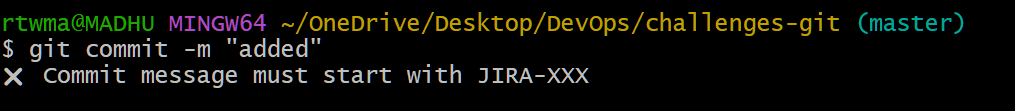 rtwma@MADHU MINGW64 ~/OneDrive/Desktop/DevOps/challenges-git (master)
$ git commit -m "added"
❌ Commit message must start with JIRA-XXX